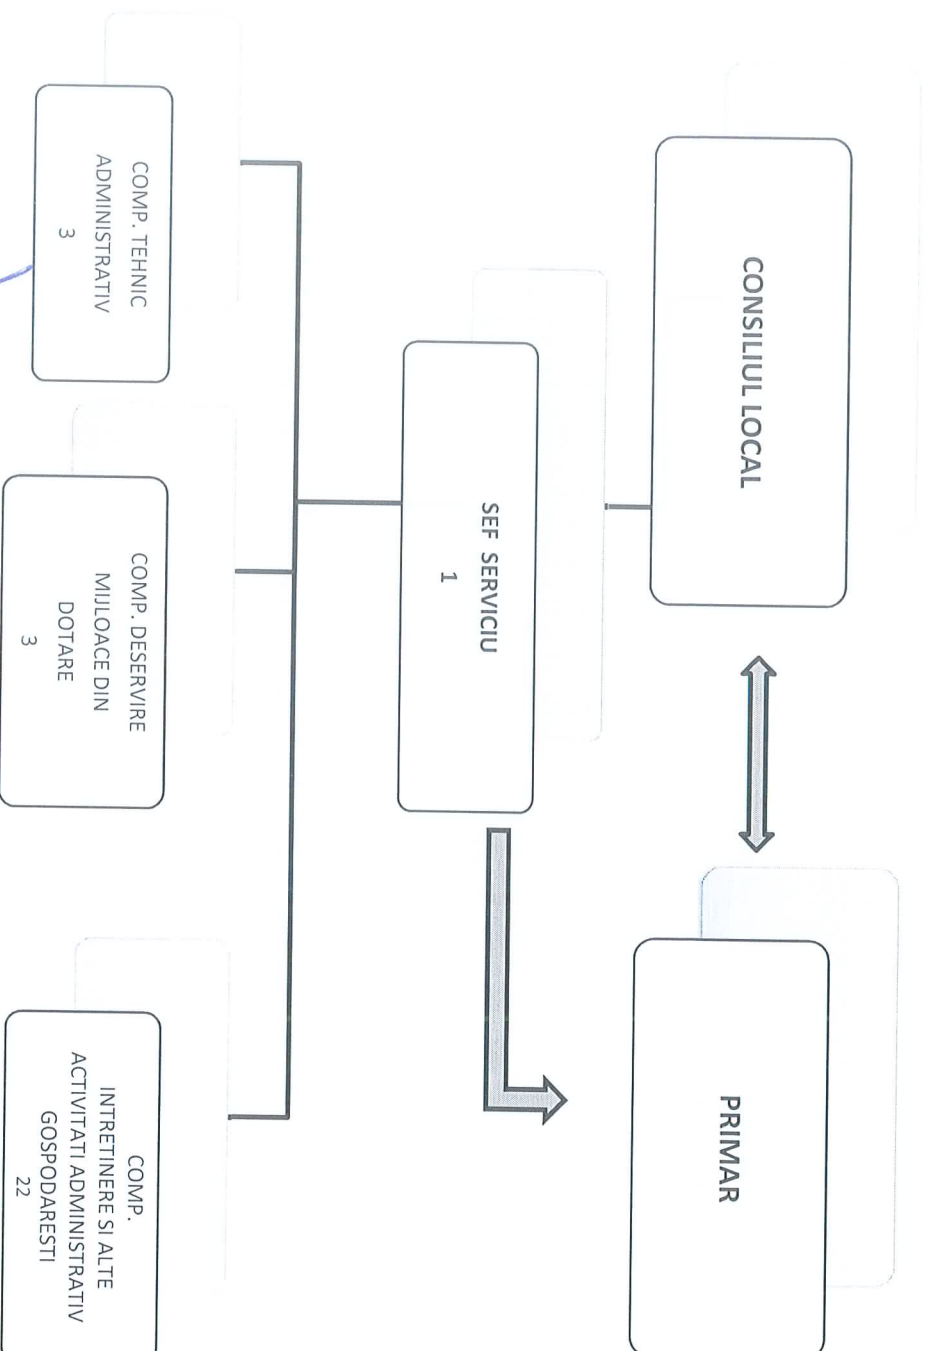 CONSILIUL LOCAL
PRIMAR
SEF SERVICIU
1
COMP. TEHNIC
ADMINISTRATIV
3
COMP. DESERVIRE
MIJLOACE DIN
DOTARE
3
COMP.
INTRETINERE SI ALTE
ACTIVITATI ADMINISTRATIV
GOSPODARESTI
22